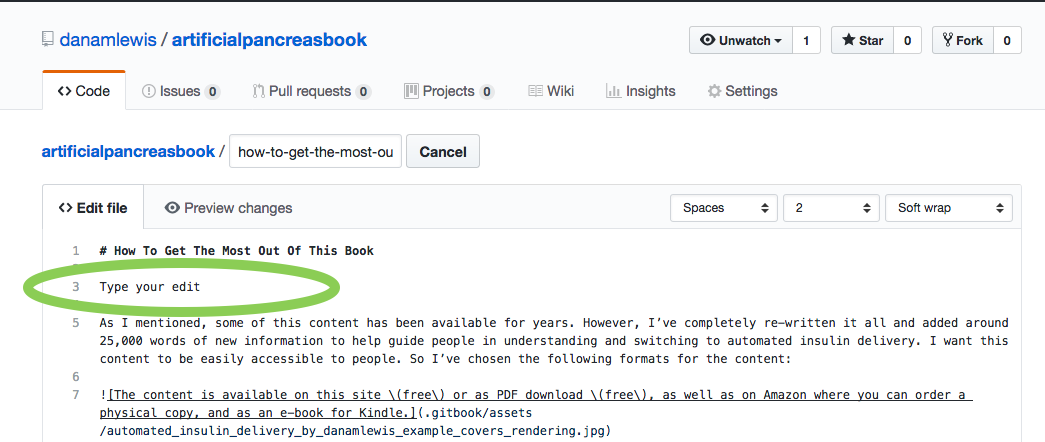 danamlewis / artificialpancreasbook
Unwatch 1 Star 0 Fork 0
Code Issues 0 Pull requests 0 Projects 0 Wiki Insights Settings
artificialpancreasbook / how-to-get-the-most-ou Cancel
Edit file Preview changes Spaces 2 Soft wrap
1 # How To Get The Most Out Of This Book
3 Type your edit
5 As I mentioned, some of this content has been available for years. However, I’ve completely re-written it all and added around
25,000 words of new information to help guide people in understanding and switching to automated insulin delivery. I want this
content to be easily accessible to people. So I’ve chosen the following formats for the content:
6
7 ![The content is available on this site \(free\) or as PDF download \(free\), as well as on Amazon where you can order a
physical copy, and as an e-book for Kindle.](.gitbook/assets
/automated_insulin_delivery_by_danamlewis_example_covers_rendering.jpg)